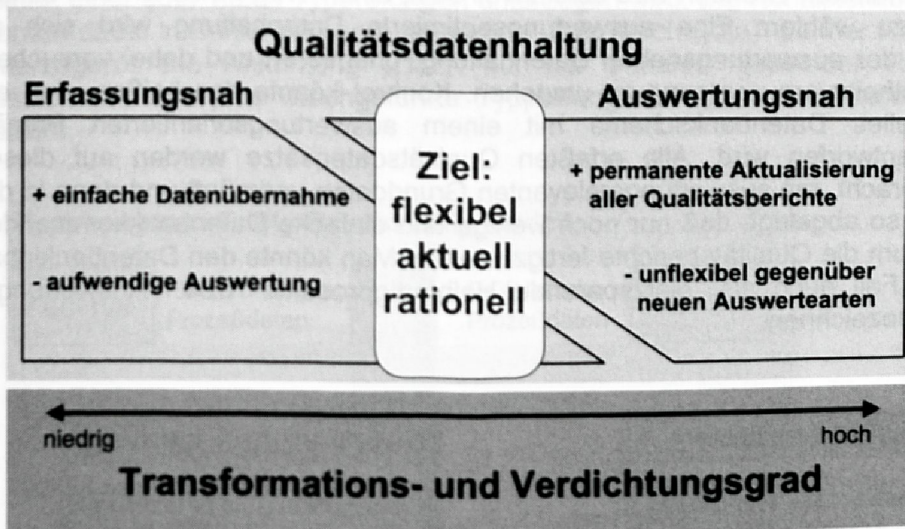 Qualitätsdatenhaltung
Erfassungsnah
+ einfache Datenübernahme
- aufwendige Auswertung
Ziel:
flexibel
aktuell
rationell
Auswertungsnah
+ permanente Aktualisierung
aller Qualitätsberichte
- unflexibel gegenüber
neuen Auswertearten
niedrig
hoch
Transformations- und Verdichtungsgrad